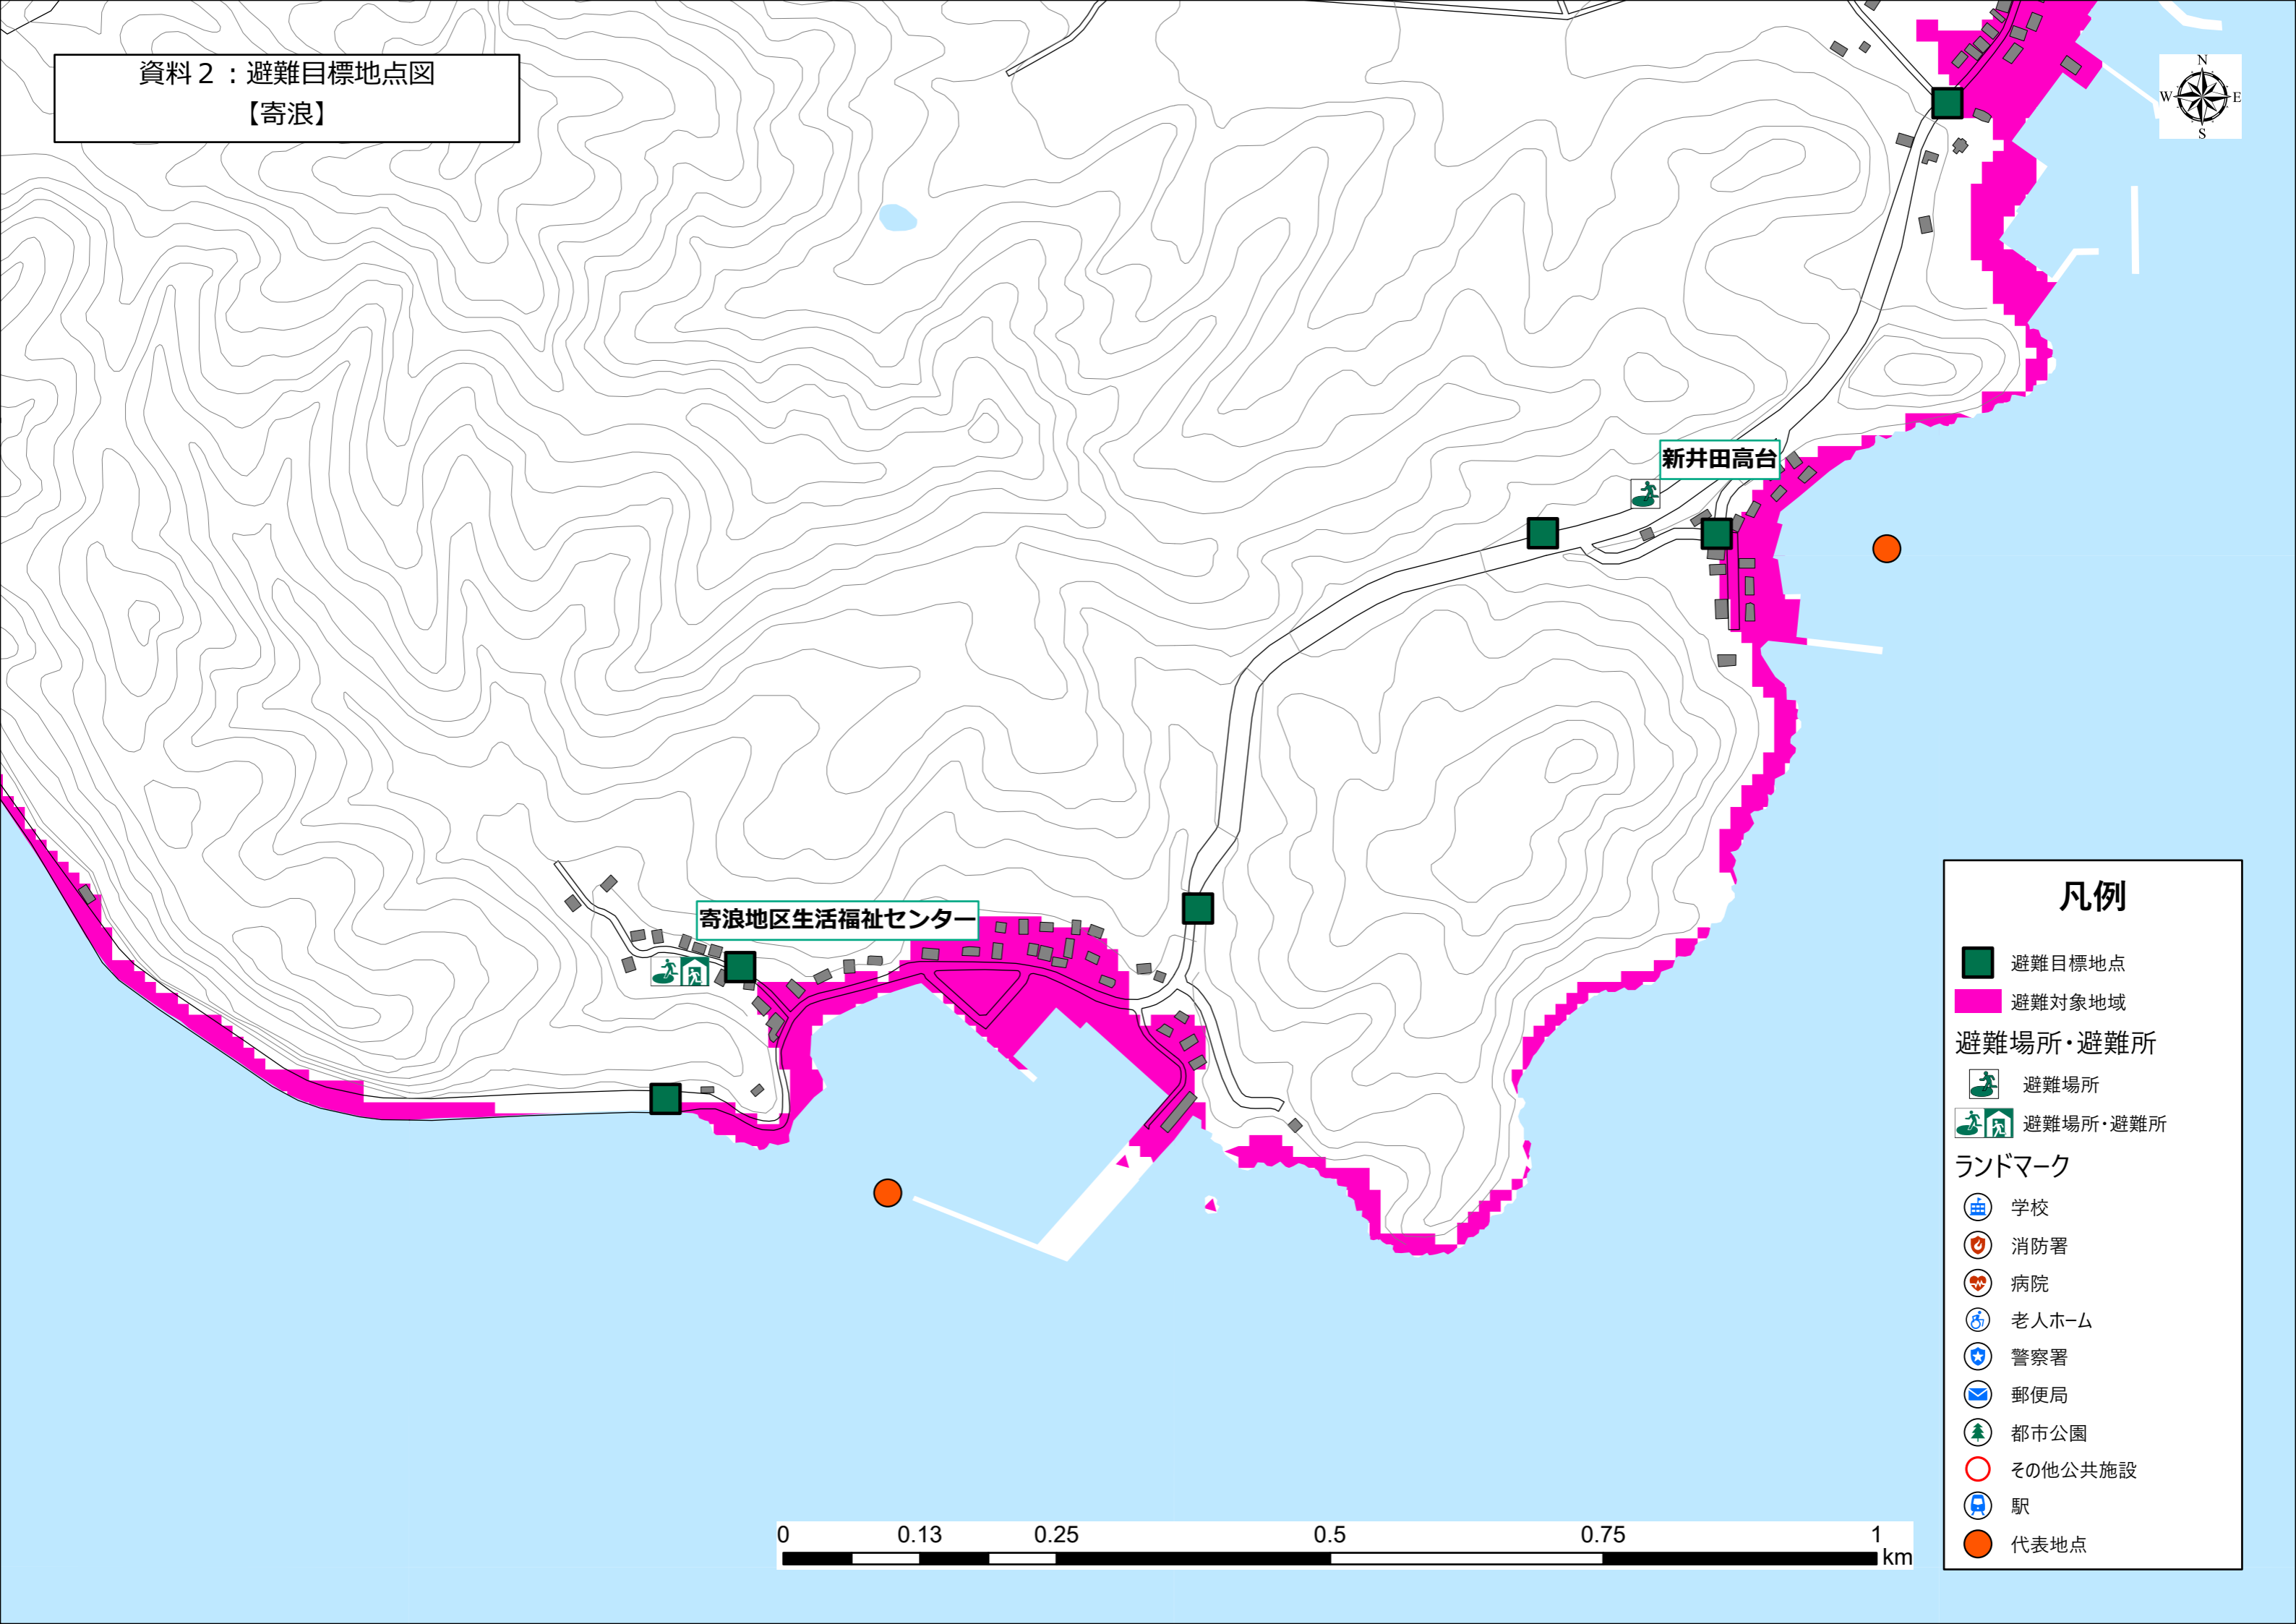 資料２：避難目標地点図
【寄浪】
N
W
E
S
新井田高台
寄浪地区生活福祉センター
凡例
避難目標地点
避難対象地域
避難場所・避難所
避難場所
避難場所・避難所
ランドマーク
学校
消防署
病院
老人ホーム
警察署
郵便局
都市公園
その他公共施設
駅
代表地点
0 0.13 0.25 0.5 0.75 1
km